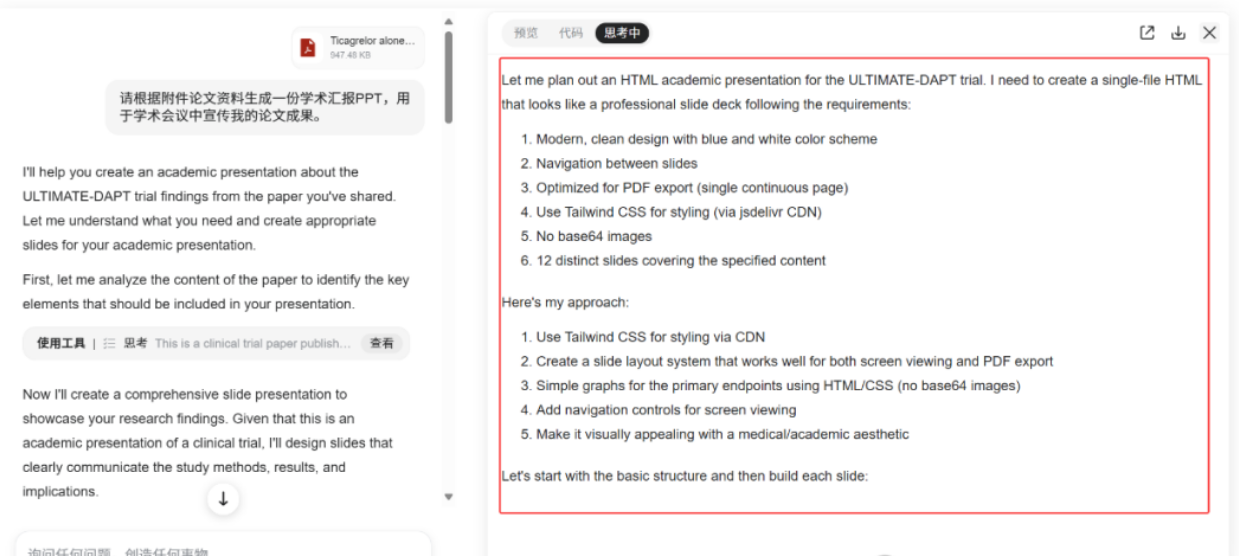 Ticagrelor alone...
947.48 KB
请根据附件论文资料生成一份学术汇报PPT，用
于学术会议中宣传我的论文成果。
I'll help you create an academic presentation about the
ULTIMATE-DAPT trial findings from the paper you've shared.
Let me understand what you need and create appropriate
slides for your academic presentation.
First, let me analyze the content of the paper to identify the key
elements that should be included in your presentation.
使用工具 | 思考 This is a clinical trial paper publish... 查看
Now I'll create a comprehensive slide presentation to
showcase your research findings. Given that this is an
academic presentation of a clinical trial, I'll design slides that
clearly communicate the study methods, results, and
implications.
询问任何问题，创造任何事物
预览 代码 思考中
Let me plan out an HTML academic presentation for the ULTIMATE-DAPT trial. I need to create a single-file HTML
that looks like a professional slide deck following the requirements:
1. Modern, clean design with blue and white color scheme
2. Navigation between slides
3. Optimized for PDF export (single continuous page)
4. Use Tailwind CSS for styling (via jsdelivr CDN)
5. No base64 images
6. 12 distinct slides covering the specified content
Here's my approach:
1. Use Tailwind CSS for styling via CDN
2. Create a slide layout system that works well for both screen viewing and PDF export
3. Simple graphs for the primary endpoints using HTML/CSS (no base64 images)
4. Add navigation controls for screen viewing
5. Make it visually appealing with a medical/academic aesthetic
Let's start with the basic structure and then build each slide: